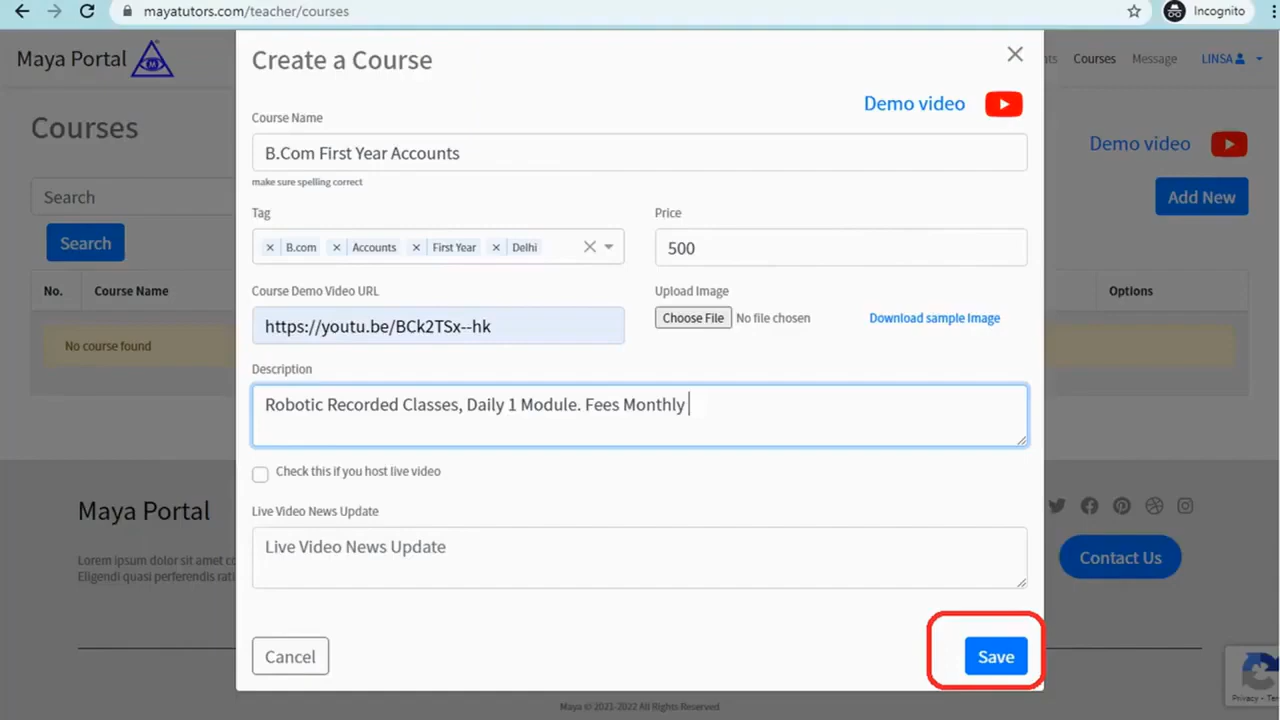 mayatutors.com/teacher/courses
Incognito
Maya Portal
Courses
Message
LINSA
Create a Course
Demo video
Courses
Demo video
Course Name
B.Com First Year Accounts
make sure spelling correct
Search
Add New
Tag
Price
B.com
Accounts
First Year
Delhi
500
Search
No.
Course Name
Options
Course Demo Video URL
Upload Image
https://youtu.be/BCk2TSx--hk
Choose File No file chosen
Download sample Image
No course found
Description
Robotic Recorded Classes, Daily 1 Module. Fees Monthly
Check this if you host live video
Maya Portal
Live Video News Update
Live Video News Update
Lorem ipsum dolor sit amet
Eligendi quasi perferendis
Contact Us
Cancel
Save
Privacy
Maya © 2021-2022 All Rights Reserved